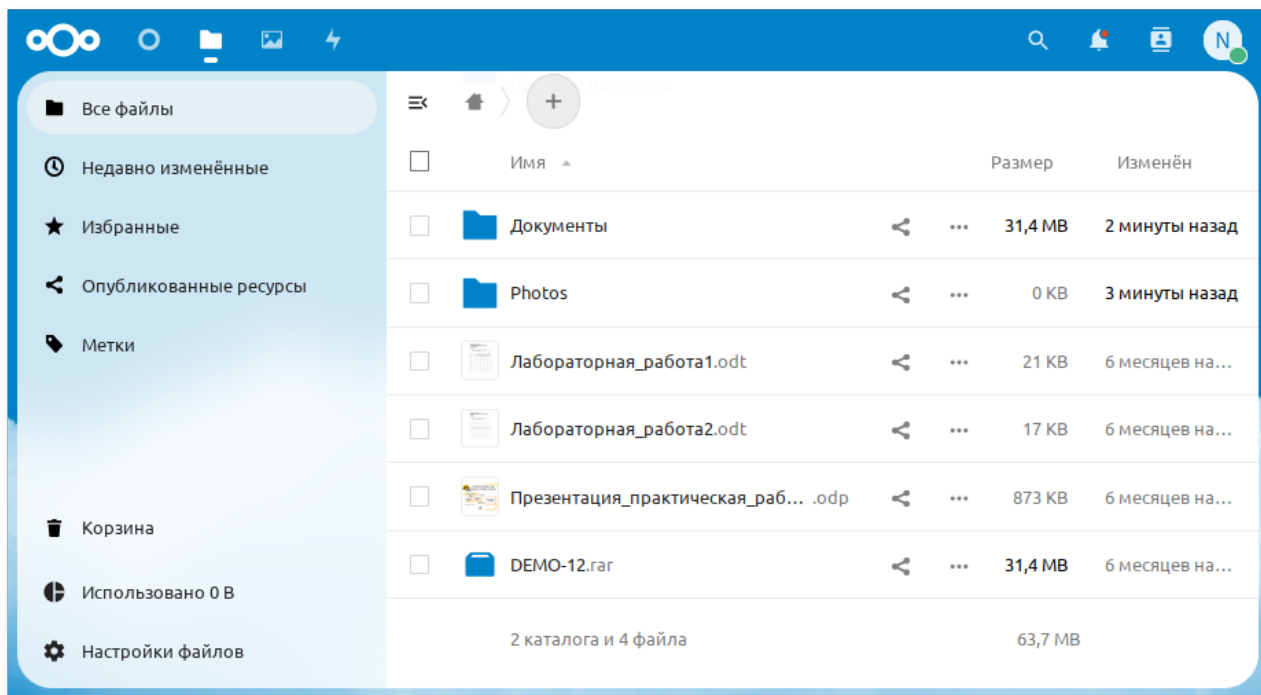 N
Все файлы
Недавно изменённые
Избранные
Опубликованные ресурсы
Метки
Корзина
Использовано 0 B
Настройки файлов
Имя Размер Изменён
Документы 31,4 MB 2 минуты назад
Photos 0 KB 3 минуты назад
Лабораторная_работа1.odt 21 KB 6 месяцев на...
Лабораторная_работа2.odt 17 KB 6 месяцев на...
Презентация_практическая_раб... .odp 873 KB 6 месяцев на...
DEMO-12.rar 31,4 MB 6 месяцев на...
2 каталога и 4 файла 63,7 MB